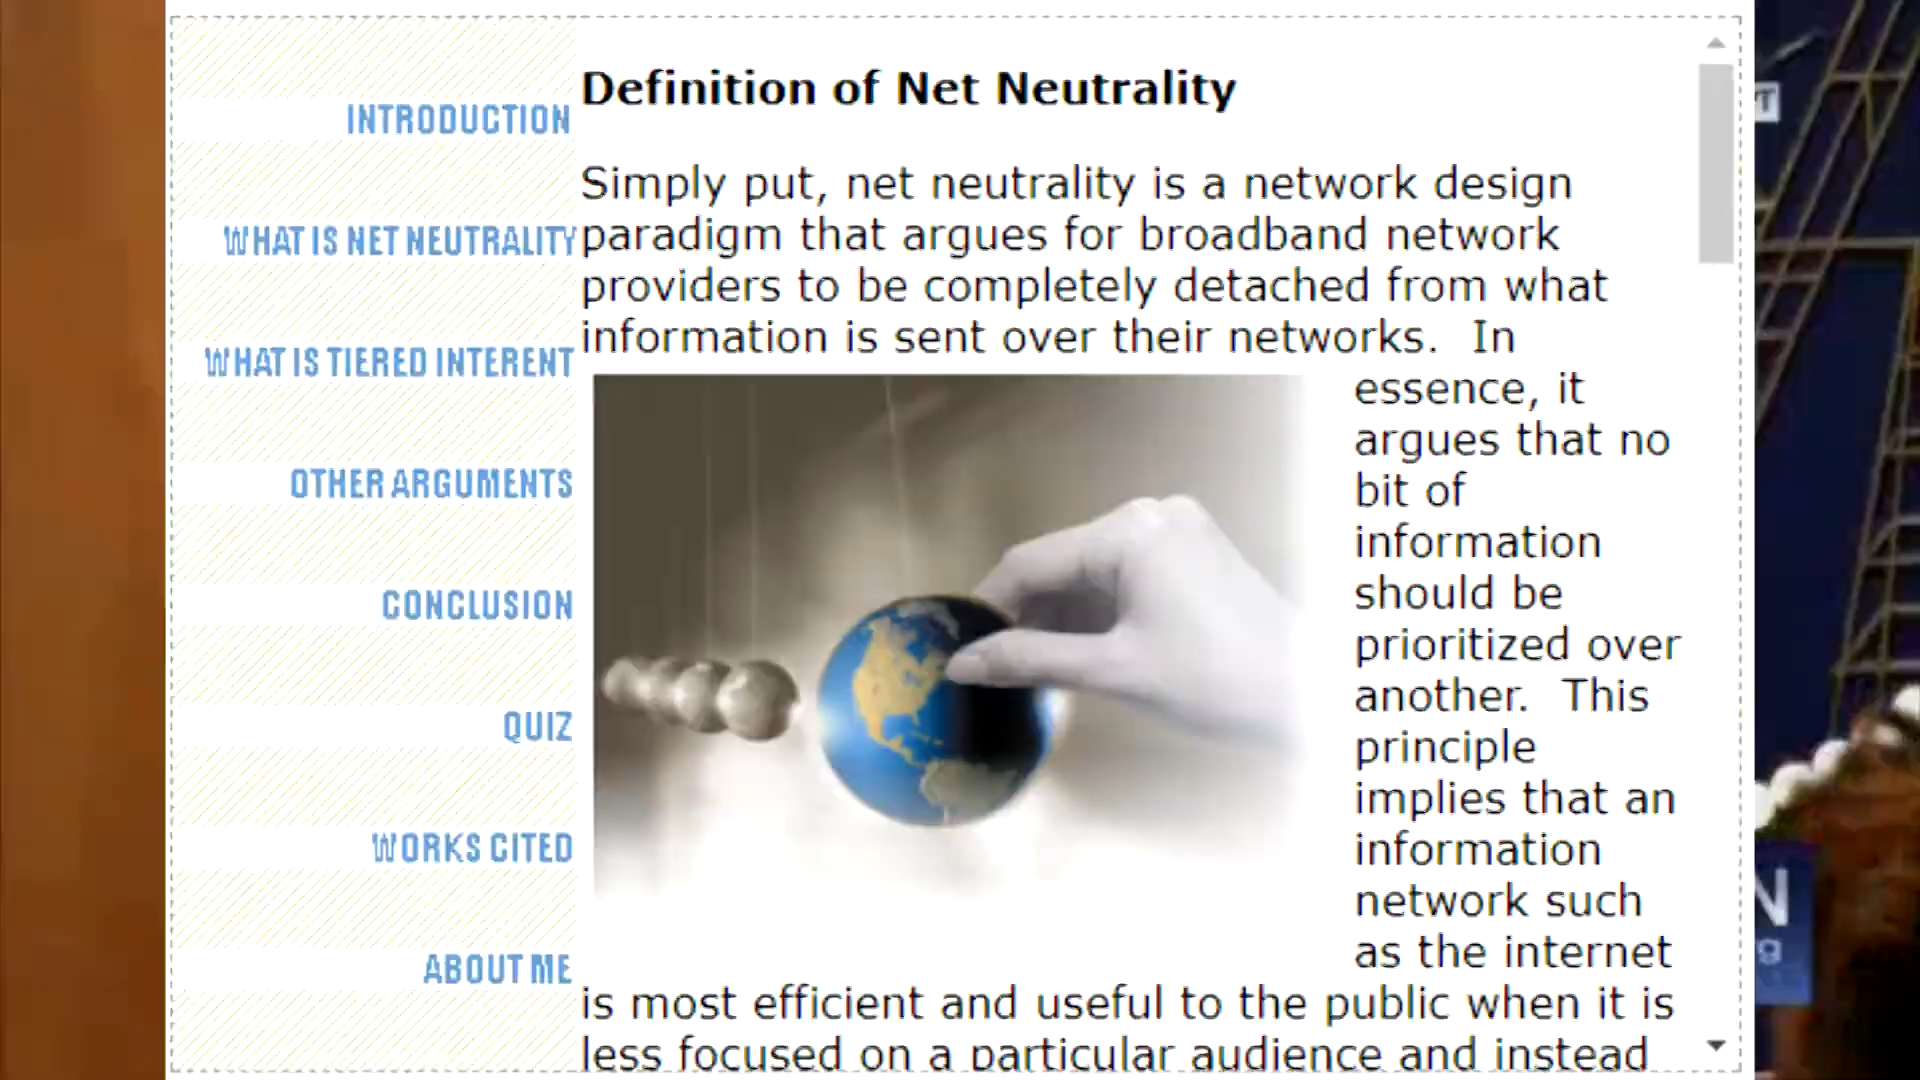 INTRODUCTION
WHAT IS NET NEUTRALITY
WHAT IS TIERED INTERENT
OTHER ARGUMENTS
CONCLUSION
QUIZ
WORKS CITED
ABOUT ME
Definition of Net Neutrality
Simply put, net neutrality is a network design
paradigm that argues for broadband network
providers to be completely detached from what
information is sent over their networks. In
essence, it
argues that no
bit of
information
should be
prioritized over
another. This
principle
implies that an
information
network such
as the internet
is most efficient and useful to the public when it is
less focused on a particular audience and instead